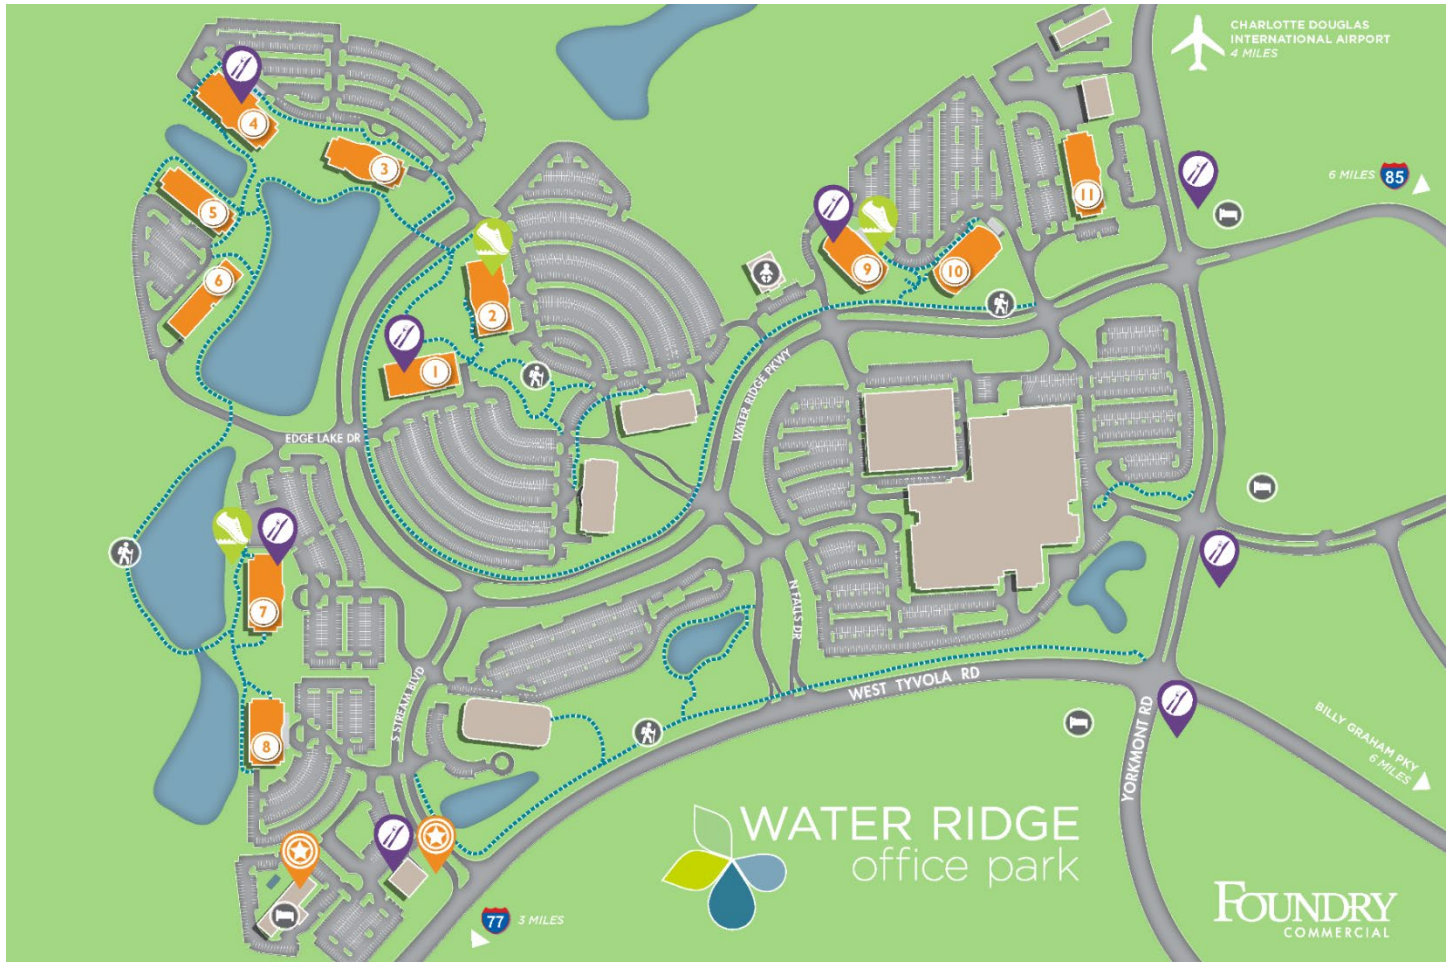 CHARLOTTE DOUGLAS
INTERNATIONAL AIRPORT
4 MILES
6 MILES 85
4
3
5
6
2
1
9
10
11
EDGE LAKE DR
WATER RIDGE PKWY
7
8
S STREAM BLVD
N FALLS DR
WEST TYVOLA RD
YORKMONT RD
BILLY GRAHAM PKY
6 MILES
WATER RIDGE
office park
77 3 MILES
FOUNDRY
COMMERCIAL